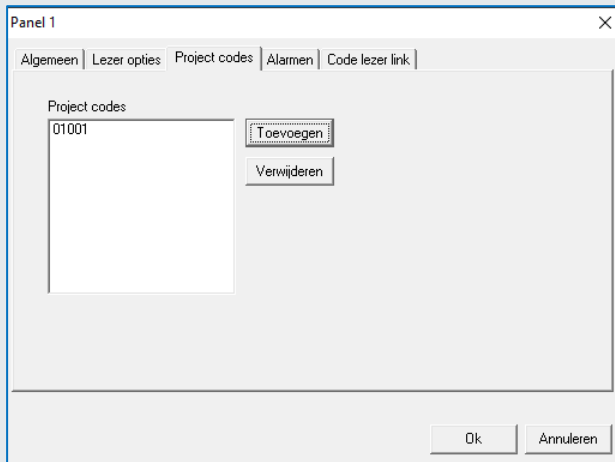 Panel 1
Algemeen Lezer opties Project codes Alarmen Code lezer link
Project codes
01001
Toevoegen
Verwijderen
Ok Annuleren